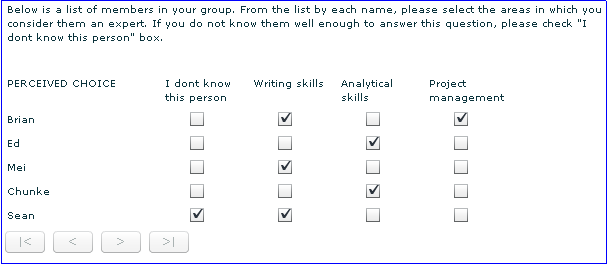 Below is a list of members in your group. From the list by each name, please select the areas in which you
consider them an expert. If you do not know them well enough to answer this question, please check "I
dont know this person" box.
PERCEIVED CHOICE I dont know this person Writing skills Analytical skills Project management
Brian
Ed
Mei
Chunke
Sean
|< < > >|